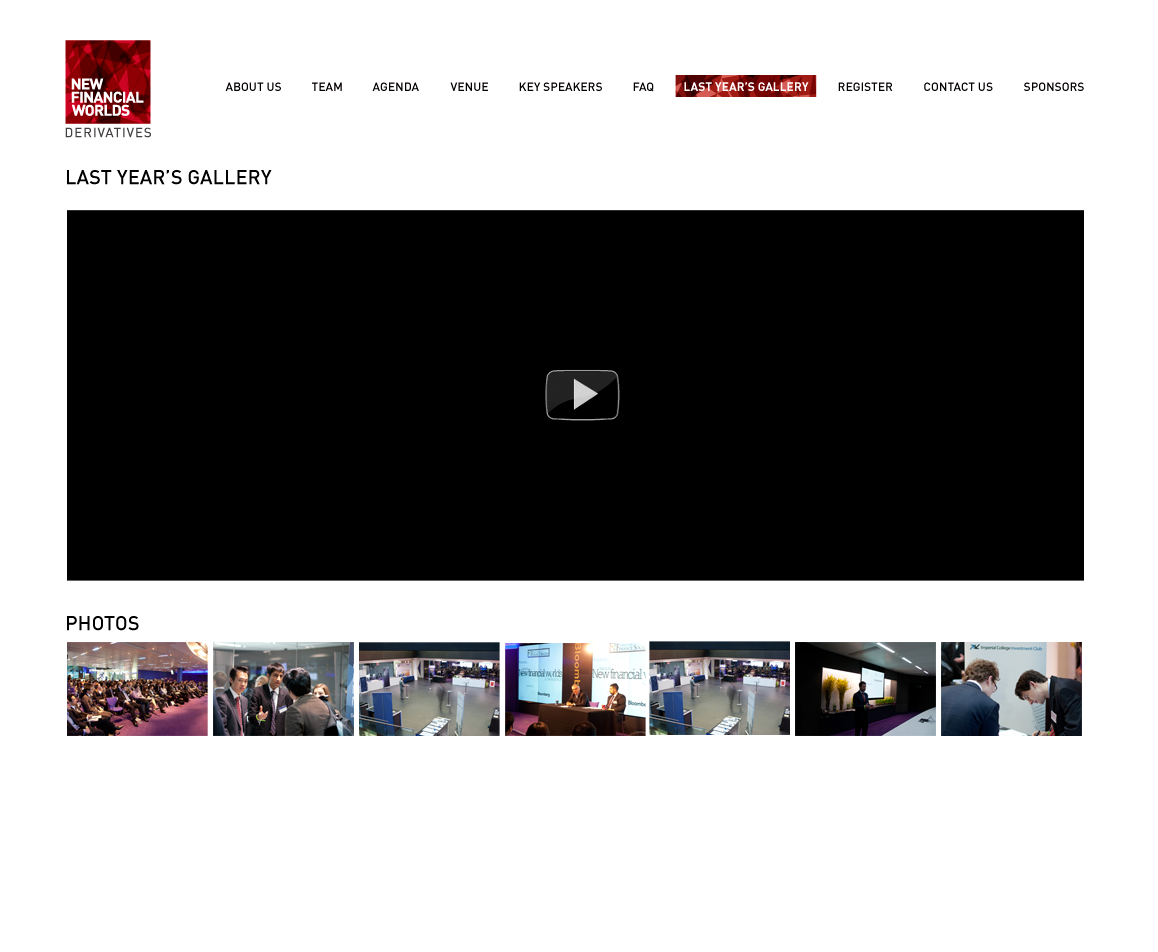 NEW
FINANCIAL
WORLDS
DERIVATIVES
ABOUT US
TEAM
AGENDA
VENUE
KEY SPEAKERS
FAQ
LAST YEAR’S GALLERY
REGISTER
CONTACT US
SPONSORS
LAST YEAR’S GALLERY
PHOTOS
New financial w
Bloomberg
Imperial College Investment Club